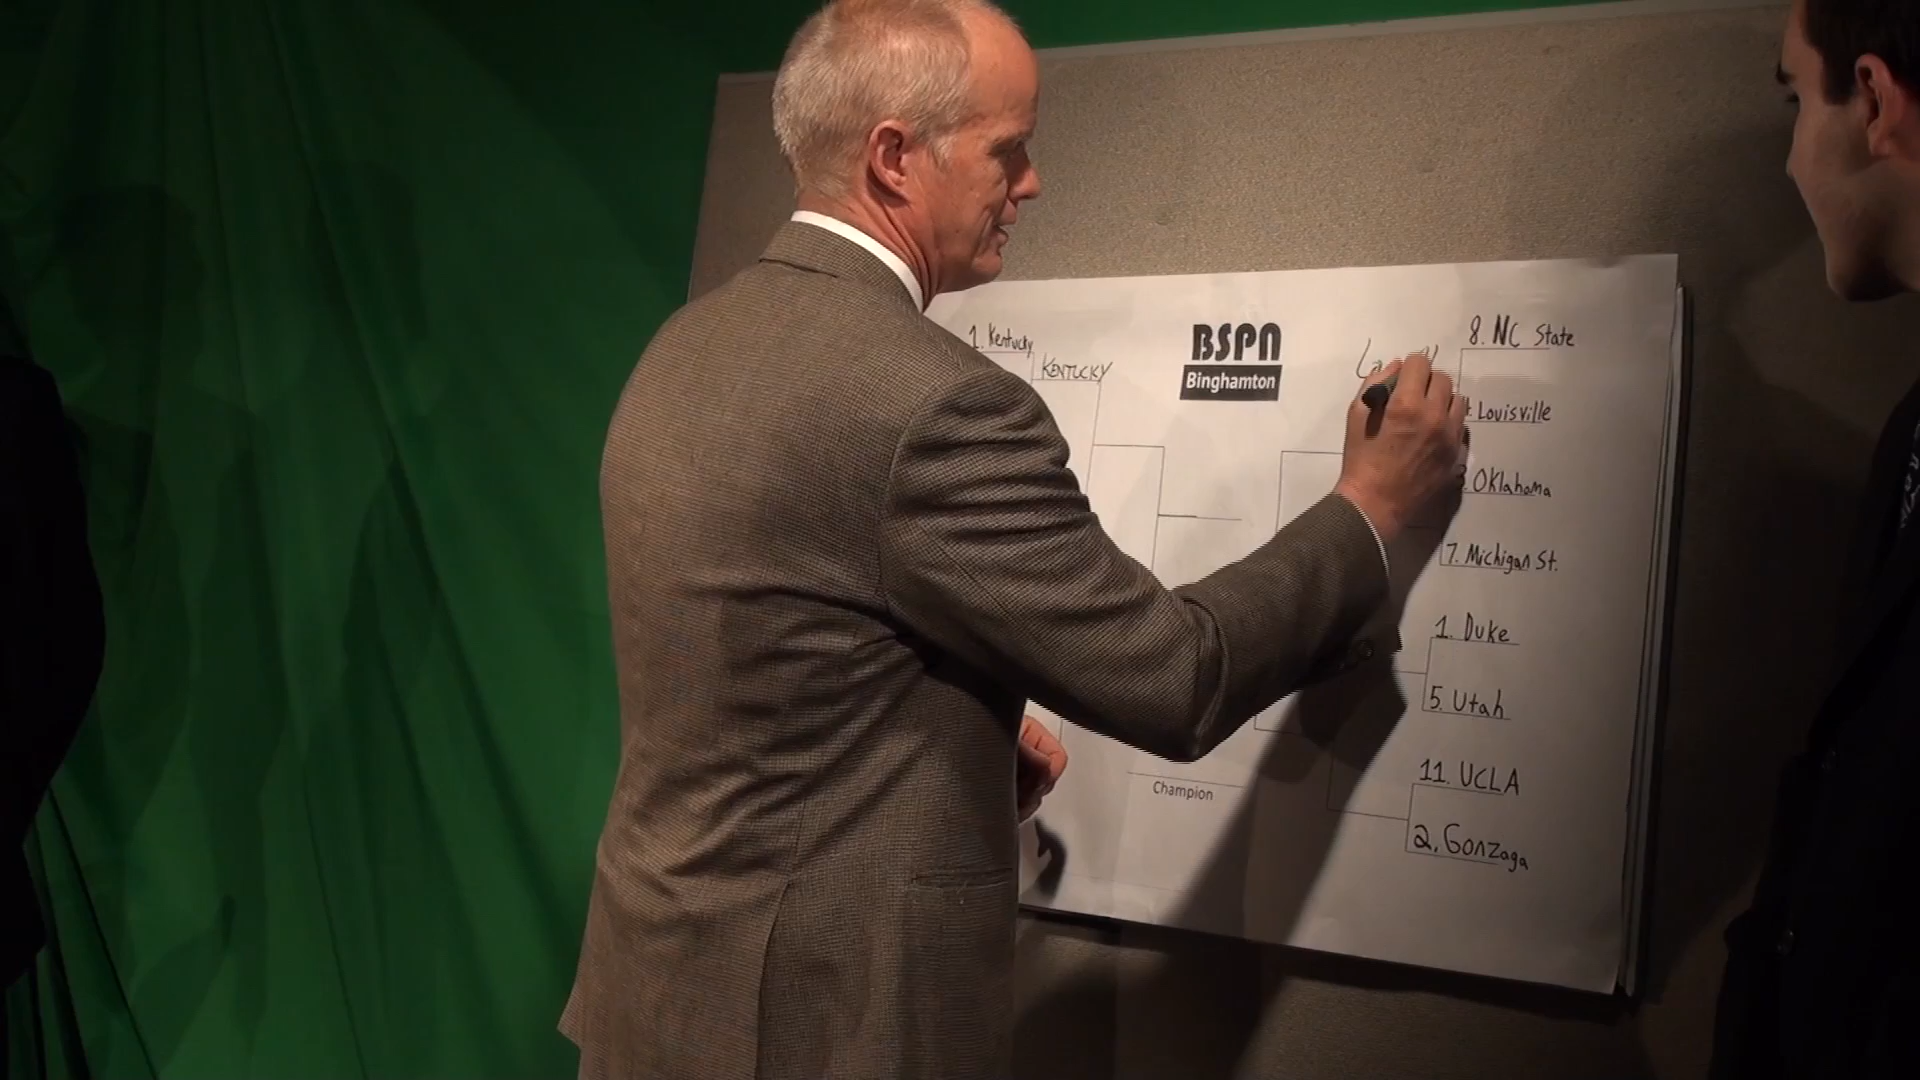 1. Kentucky
KENTUCKY
BSPN
Binghamton
8. NC State
Louisville
Oklahoma
7. Michigan St.
1. Duke
5. Utah
11. UCLA
2. Gonzaga
Champion